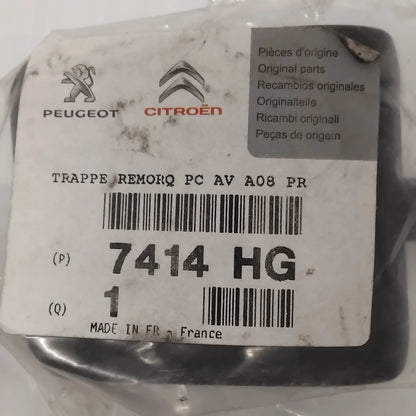 PEUGEOT
CITROËN
Pièces d'origine
Original parts
Recambios originales
Originalteile
Ricambi originali
Peças de origem
TRAPPE REMORQ PC AV A08 PR
(P) 7414 HG
(Q) 1
MADE IN FR - France